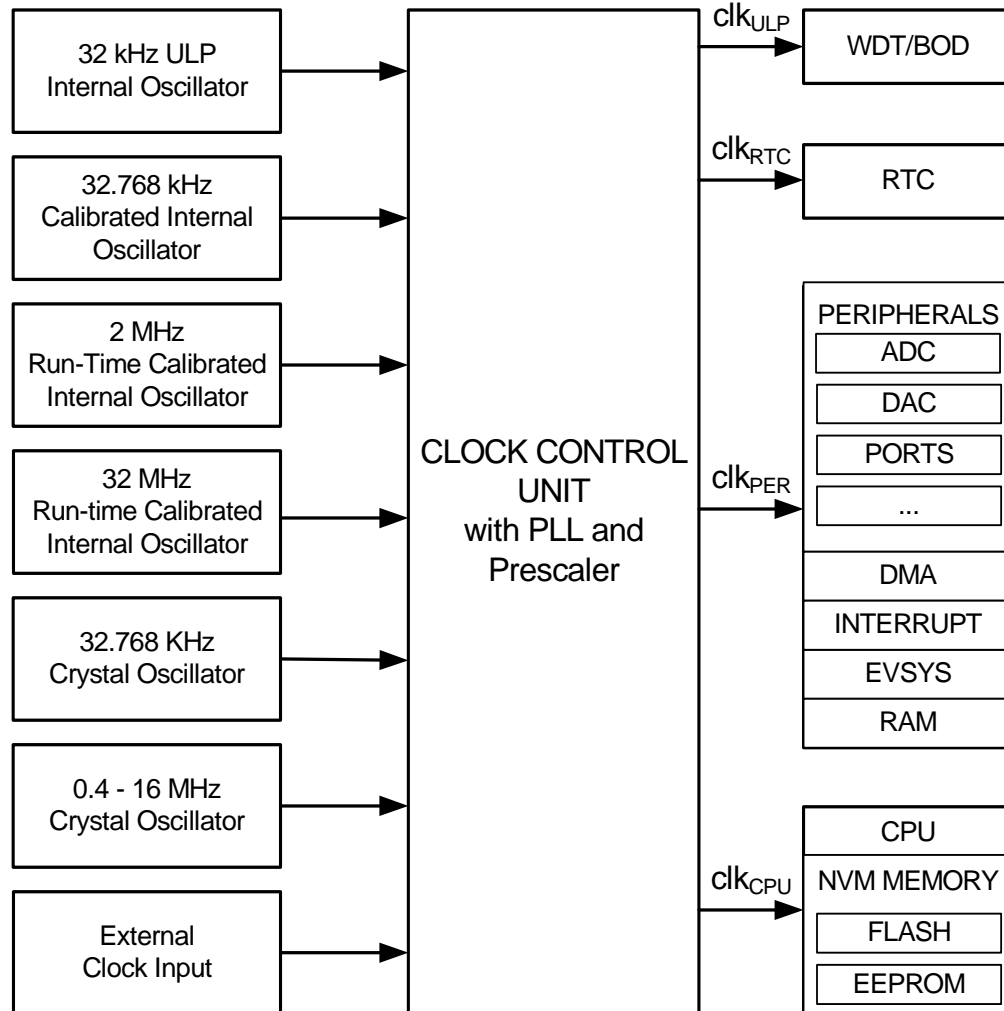 32 kHz ULP
Internal Oscillator
32.768 kHz
Calibrated Internal
Oscillator
2 MHz
Run-Time Calibrated
Internal Oscillator
32 MHz
Run-time Calibrated
Internal Oscillator
32.768 KHz
Crystal Oscillator
0.4 - 16 MHz
Crystal Oscillator
External
Clock Input
CLOCK CONTROL
UNIT
with PLL and
Prescaler
clkULP
WDT/BOD
clkRTC
RTC
clkPER
PERIPHERALS
ADC
DAC
PORTS
...
DMA
INTERRUPT
EVSYS
RAM
clkCPU
CPU
NVM MEMORY
FLASH
EEPROM